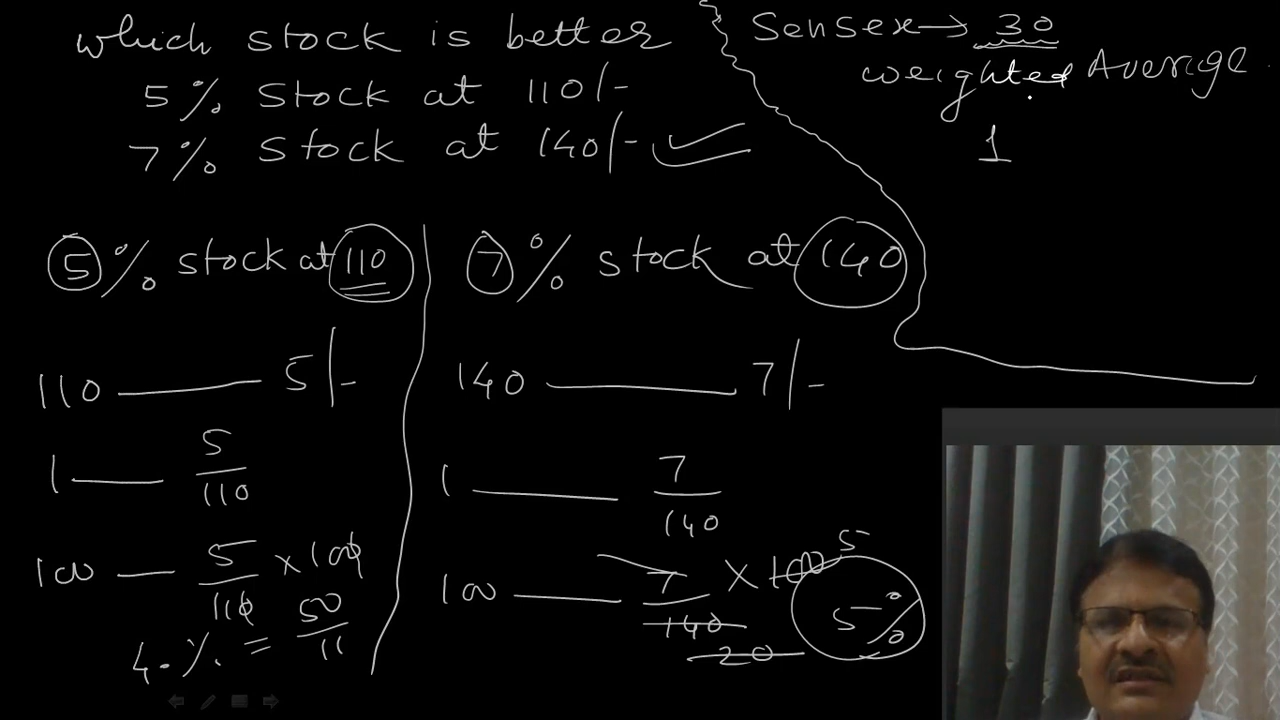 which stock is better
5% stock at 110/-
7% stock at 140/-
Sensex → 30
weighted Average
1
5% stock at 110
110 — 5/-
1 — 5/110
100 — 5/110 × 100
4.% = 50/11
7% stock at 140
140 — 7/-
1 — 7/140
100 — 7/140 × 100 5
20
5%